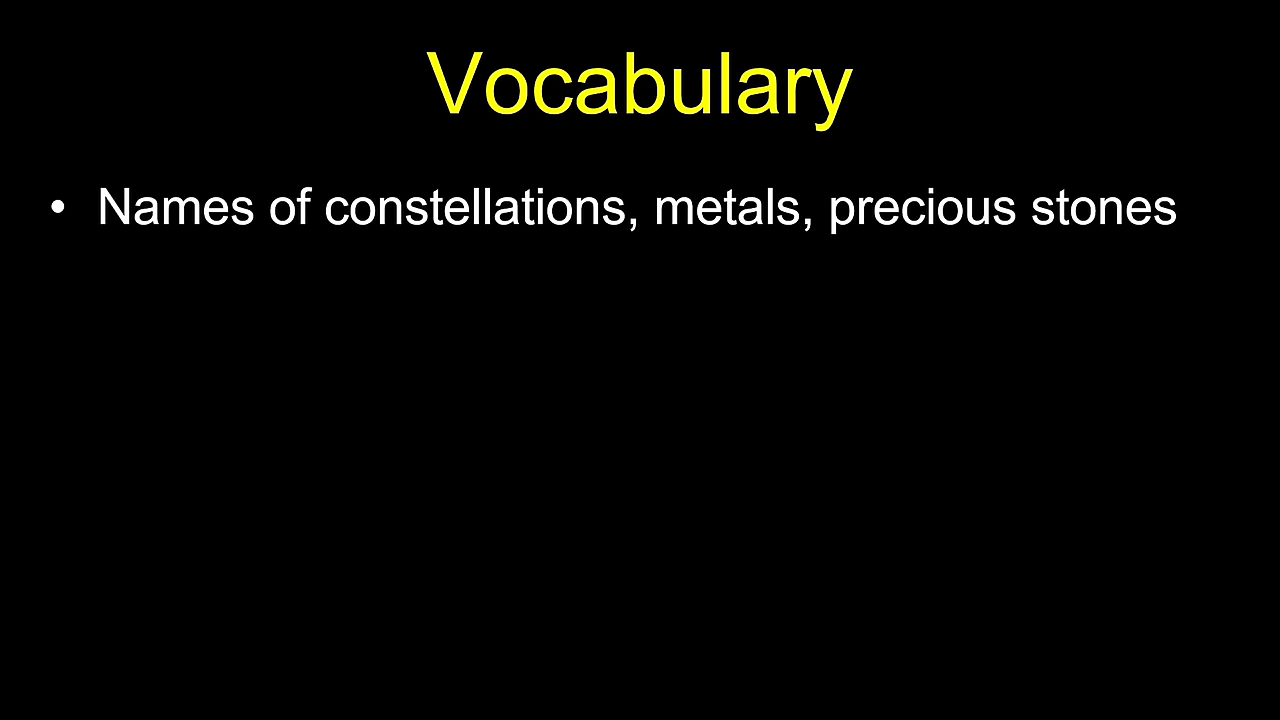 Vocabulary
• Names of constellations, metals, precious stones